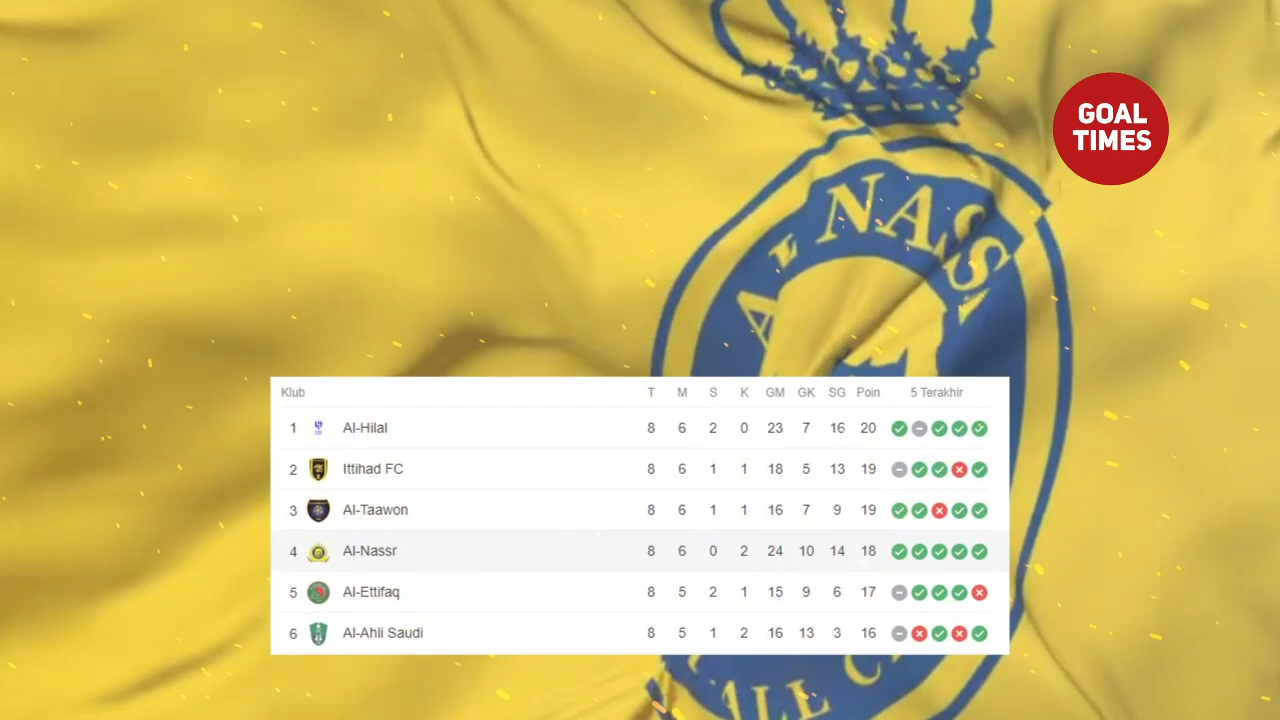 GOAL
TIMES
AL NASS
Klub T M S K GM GK SG Poin 5 Terakhir
1 Al-Hilal 8 6 2 0 23 7 16 20
2 Ittihad FC 8 6 1 1 18 5 13 19
3 Al-Taawon 8 6 1 1 16 7 9 19
4 Al-Nassr 8 6 0 2 24 10 14 18
5 Al-Ettifaq 8 5 2 1 15 9 6 17
6 Al-Ahli Saudi 8 5 1 2 16 13 3 16
ALL C